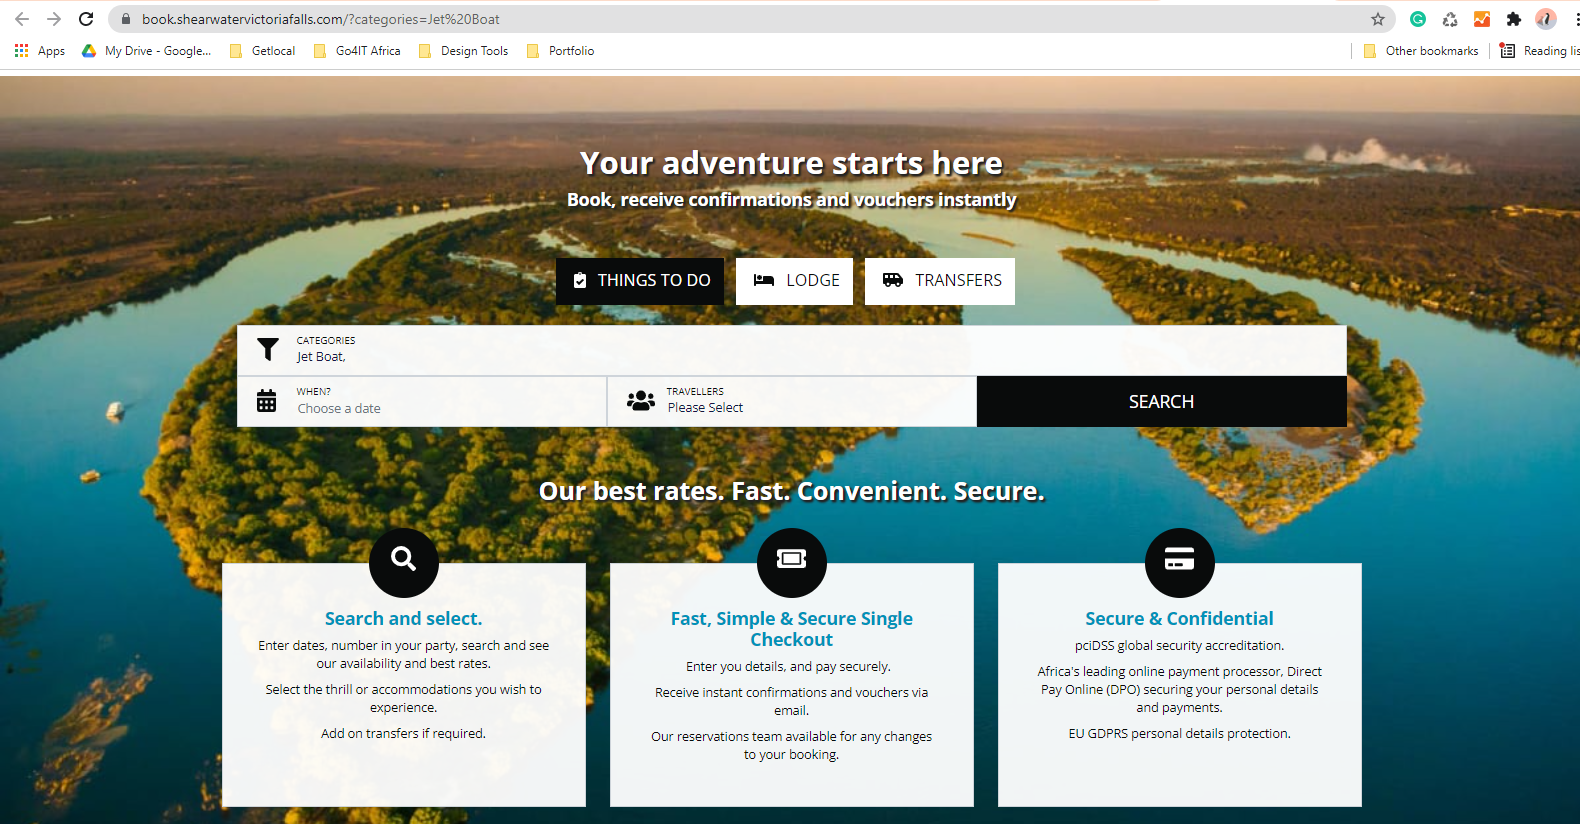 book.shearwatervictoriafalls.com/?categories=Jet%20Boat
Apps My Drive - Google... Getlocal Go4IT Africa Design Tools Portfolio Other bookmarks Reading lis
Your adventure starts here
Book, receive confirmations and vouchers instantly
THINGS TO DO LODGE TRANSFERS
CATEGORIES
Jet Boat,
WHEN?
Choose a date
TRAVELLERS
Please Select
SEARCH
Our best rates. Fast. Convenient. Secure.
Search and select.
Enter dates, number in your party, search and see
our availability and best rates.
Select the thrill or accommodations you wish to
experience.
Add on transfers if required.
Fast, Simple & Secure Single
Checkout
Enter you details, and pay securely.
Receive instant confirmations and vouchers via
email.
Our reservations team available for any changes
to your booking.
Secure & Confidential
pciDSS global security accreditation.
Africa's leading online payment processor, Direct
Pay Online (DPO) securing your personal details
and payments.
EU GDPRS personal details protection.